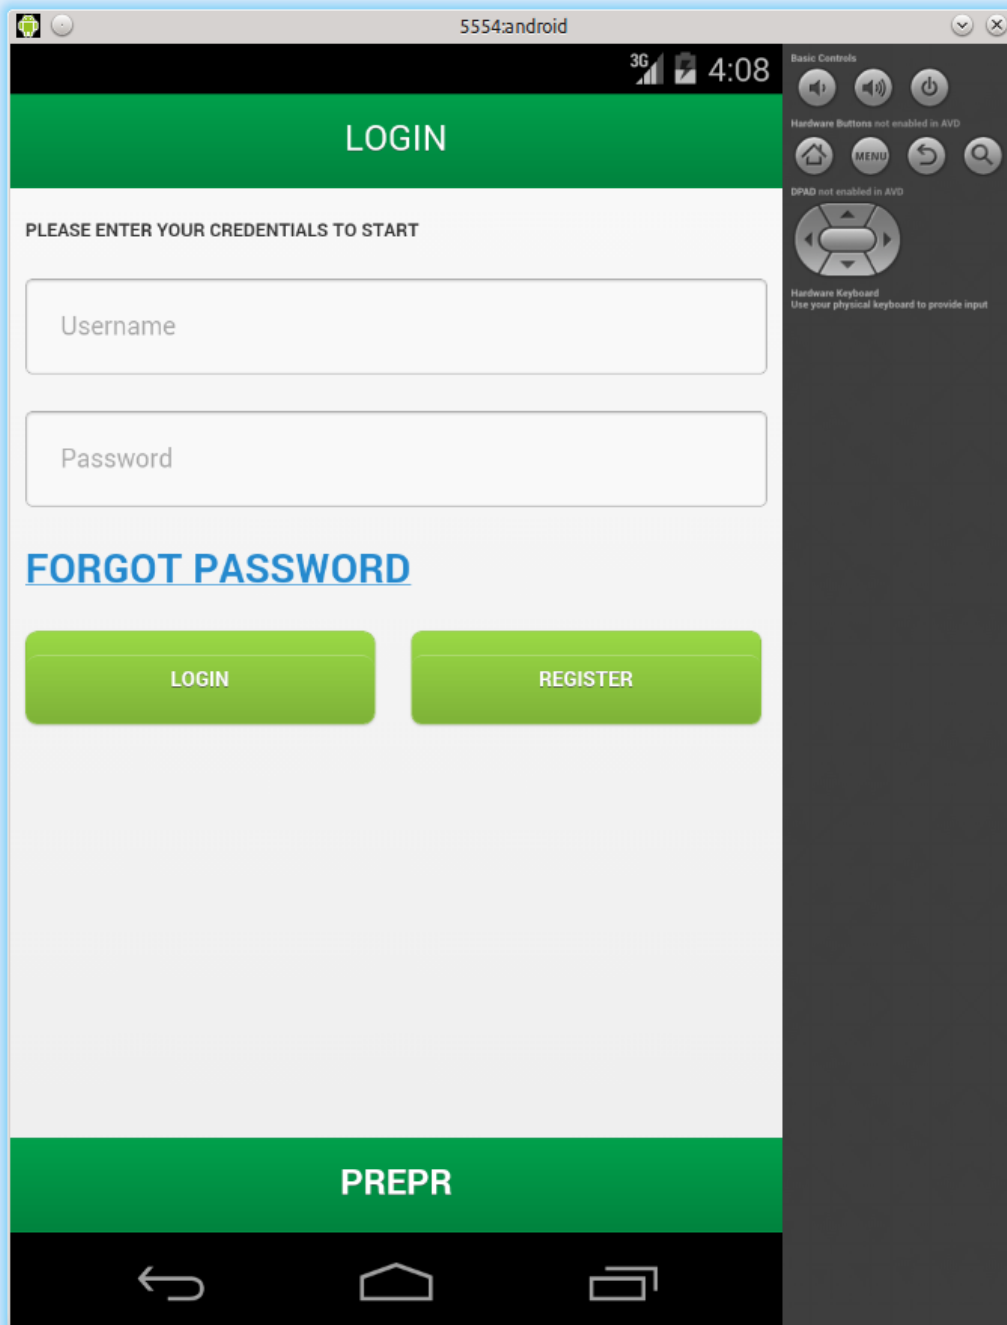 5554:android
3G 4:08
LOGIN
PLEASE ENTER YOUR CREDENTIALS TO START
Username
Password
FORGOT PASSWORD
LOGIN REGISTER
PREPR
Basic Controls
Hardware Buttons not enabled in AVD
MENU
DPAD not enabled in AVD
Hardware Keyboard
Use your physical keyboard to provide input